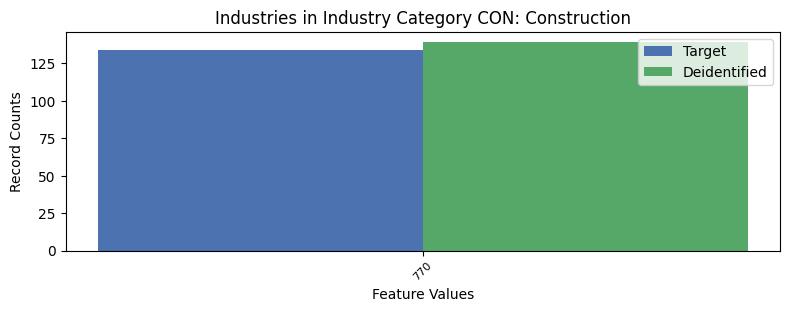 Industries in Industry Category CON: Construction
Target
Deidentified
Record Counts
125
100
75
50
25
0
770
Feature Values